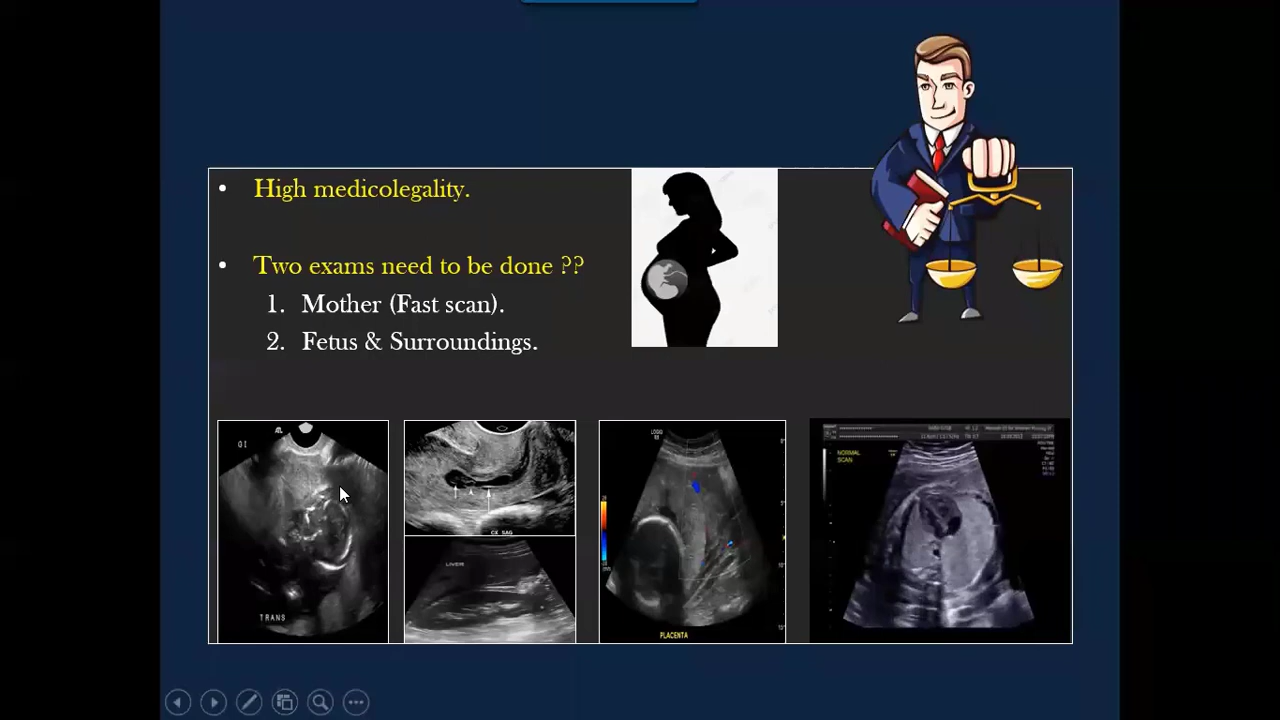 • High medicolegality.
• Two exams need to be done ??
1. Mother (Fast scan).
2. Fetus & Surroundings.
TRANS
CX SAG
LIVER
PLACENTA
NORMAL
SCAN